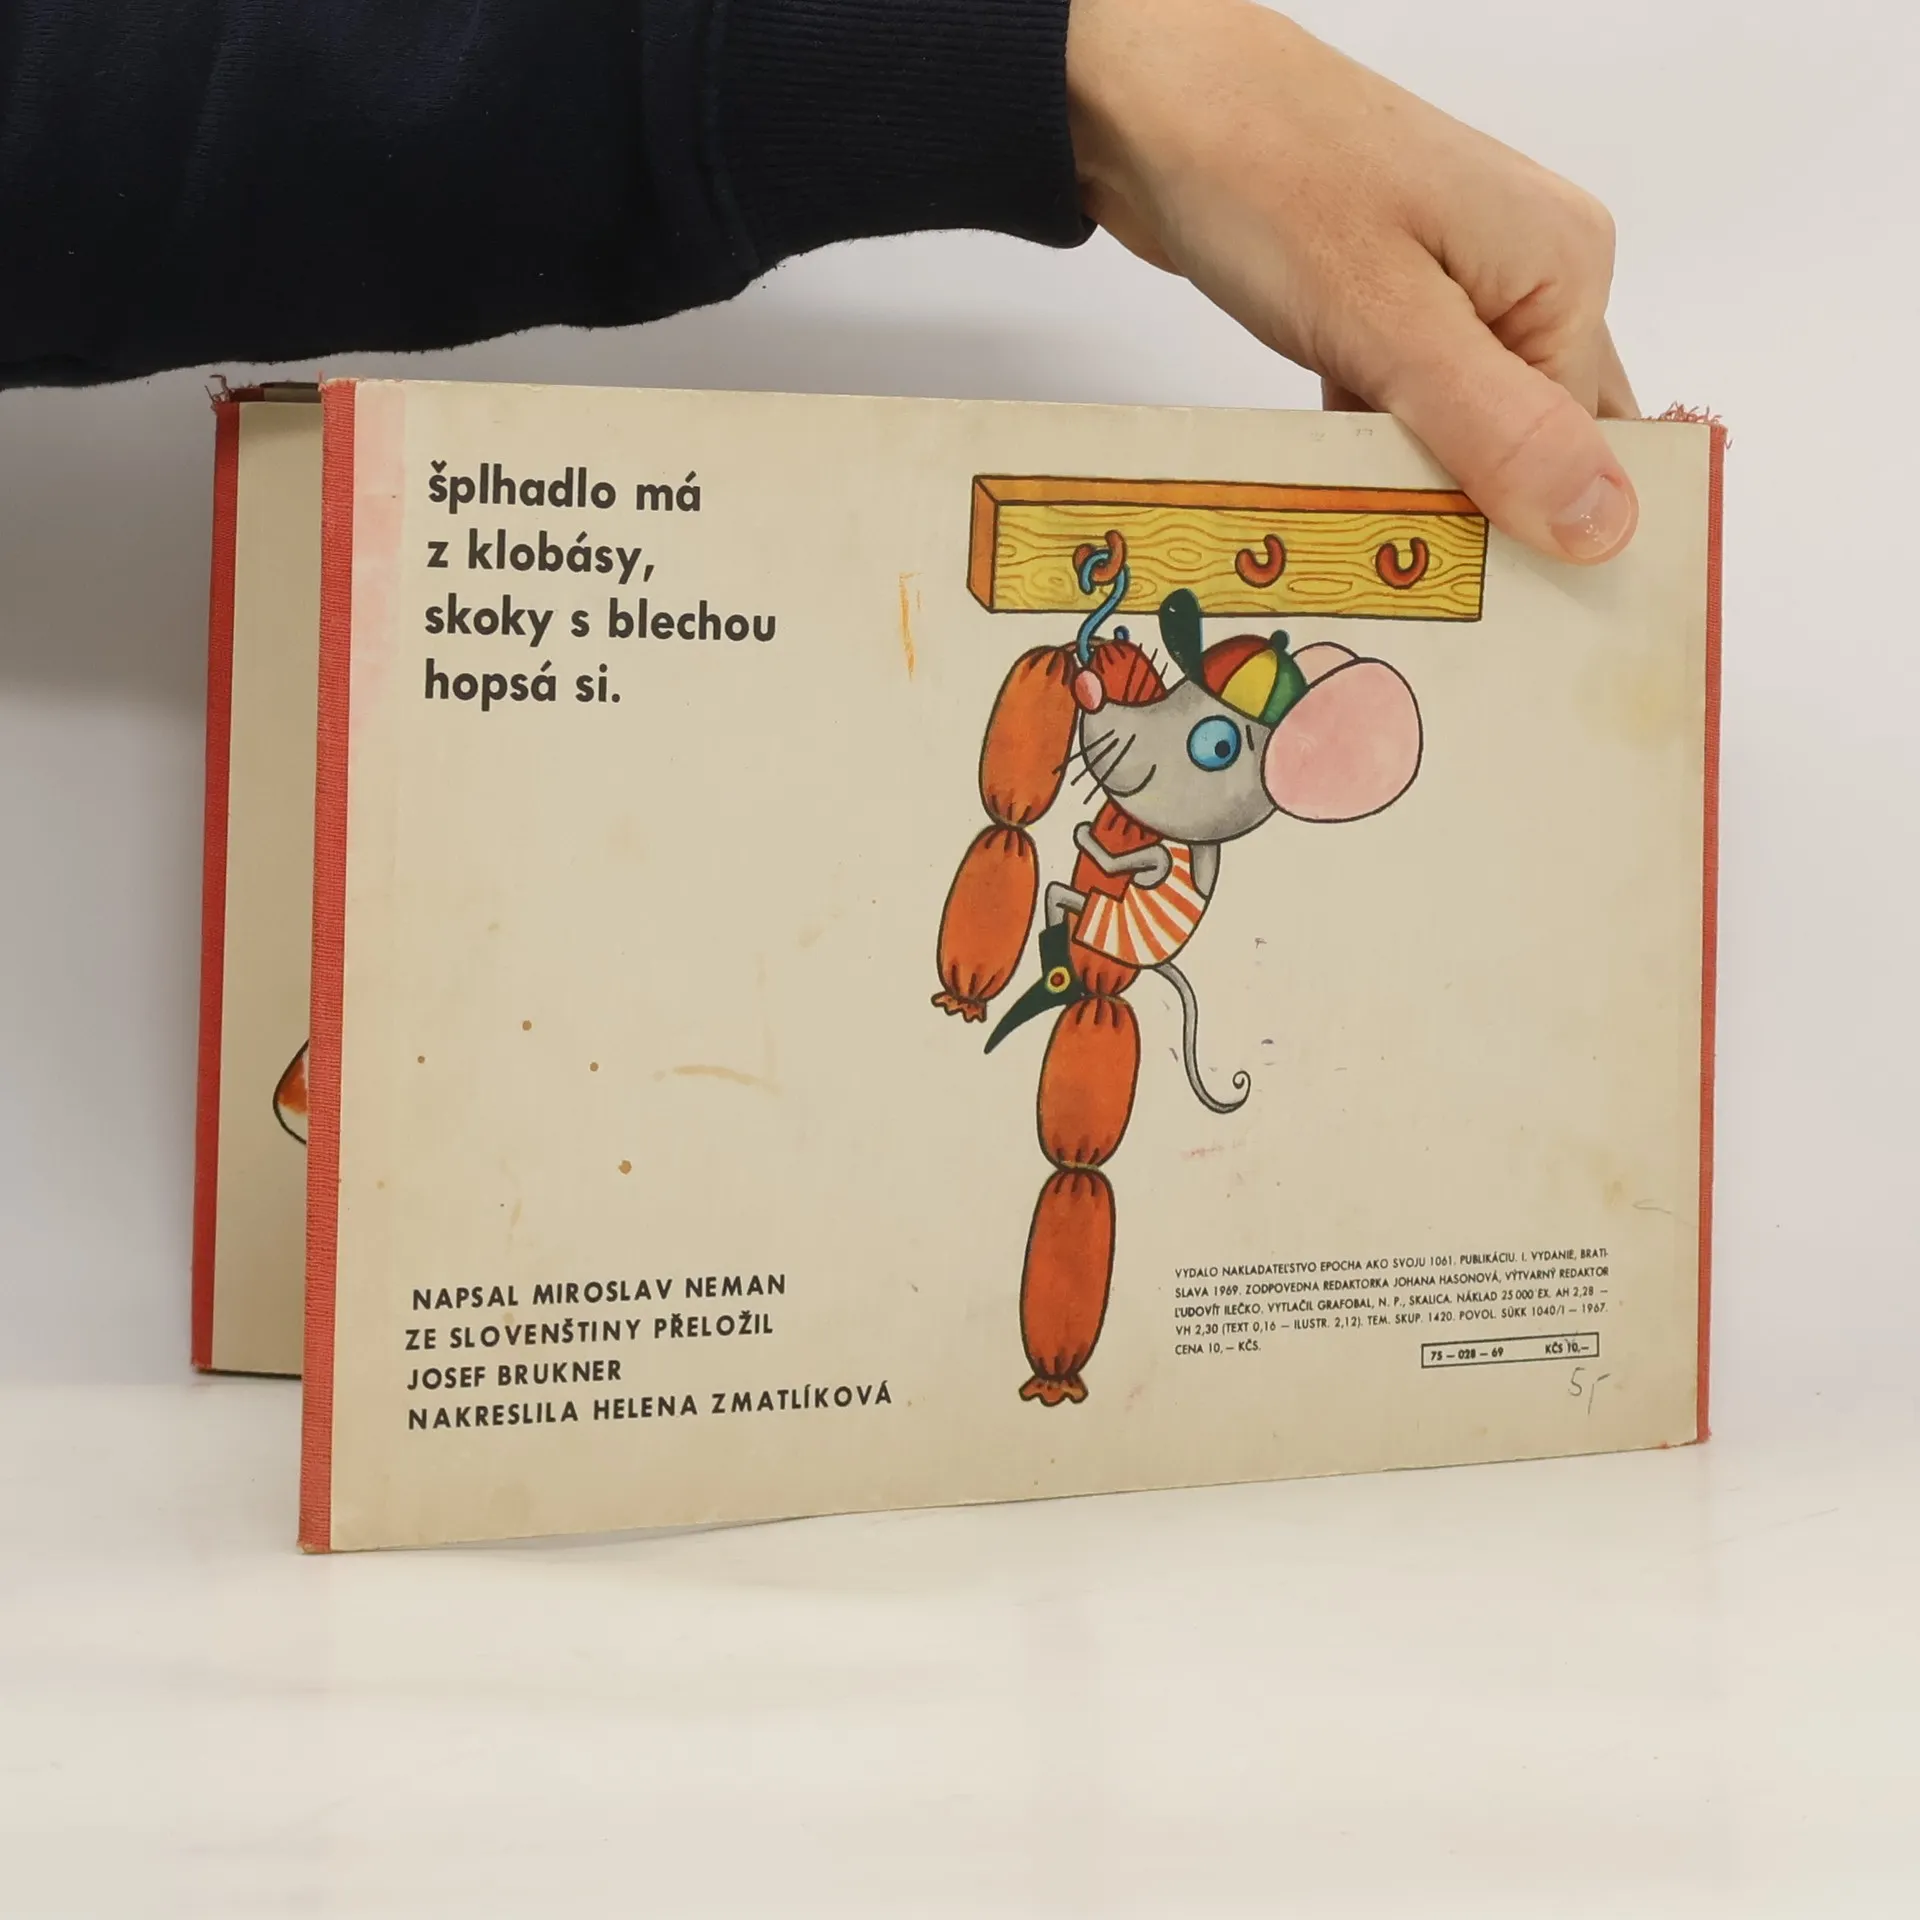 šplhadlo má
z klobásy,
skoky s blechou
hopsá si.
NAPSAL MIROSLAV NEMAN
ZE SLOVENŠTINY PŘELOŽIL
JOSEF BRUKNER
NAKRESLILA HELENA ZMATLÍKOVÁ
VYDALO NAKLADATEĽSTVO EPOCHA AKO SVOJU 1061. PUBLIKÁCIU. I. VYDANIE, BRATI-
SLAVA 1969. ZODPOVEDNA REDAKTORKA JOHANA HASONOVÁ, VÝTVARNÝ REDAKTOR
ĽUDOVÍT ILEČKO. VYTLAČIL GRAFOBAL, N. P., SKALICA. NÁKLAD 25 000 EX. AH 2,28 —
VH 2,30 (TEXT 0,16 — ILUSTR. 2,12). TEM. SKUP. 1420. POVOL. SÚKK 1040/I — 1967.
CENA 10,— KČS.
75 — 028 — 69 KČS 10,—
5,-